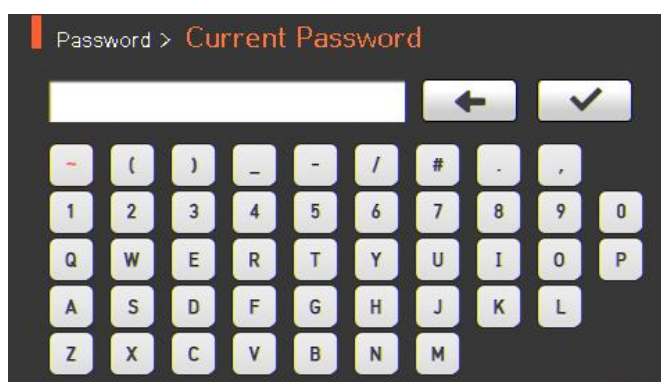 Password > Current Password
~ ( ) _ - / # . ,
1 2 3 4 5 6 7 8 9 0
Q W E R T Y U I O P
A S D F G H J K L
Z X C V B N M